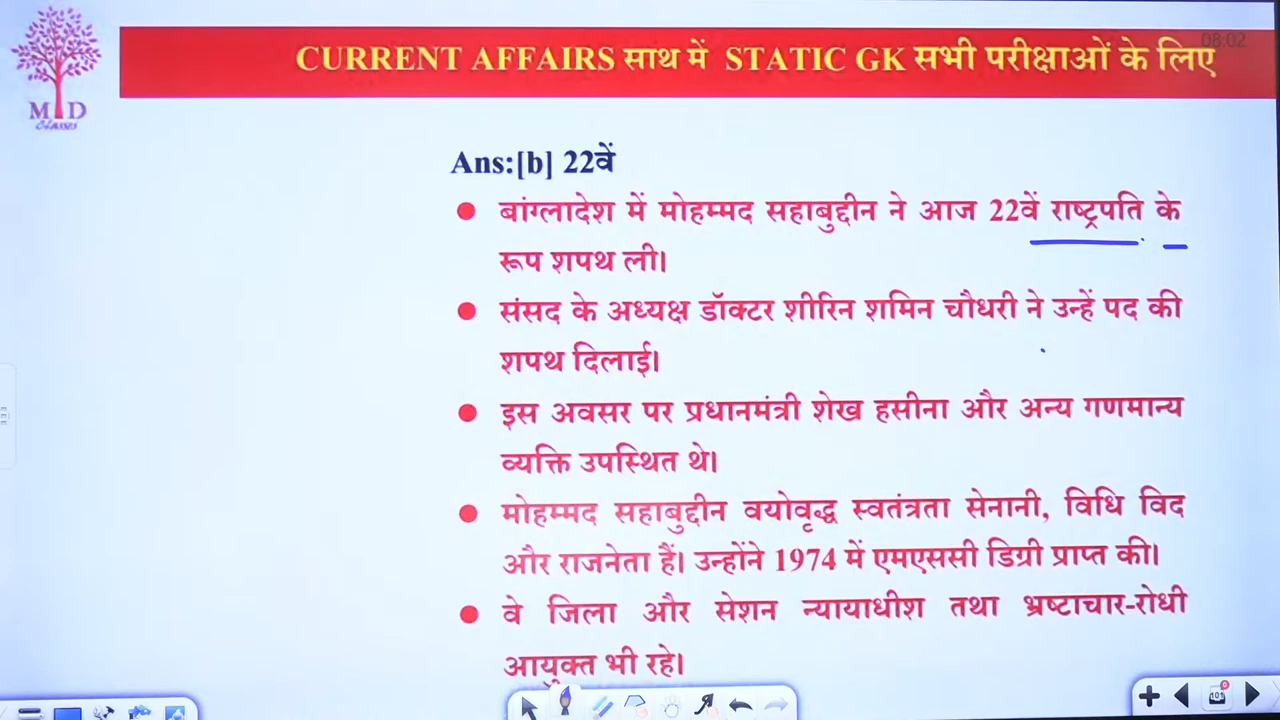 CURRENT AFFAIRS साथ में STATIC GK सभी परीक्षाओं के लिए
08:02
M D
CLASSES
Ans:[b] 22वें
● बांग्लादेश में मोहम्मद सहाबुद्दीन ने आज 22वें राष्ट्रपति के
रूप शपथ ली।
● संसद के अध्यक्ष डॉक्टर शीरिन शमिन चौधरी ने उन्हें पद की
शपथ दिलाई।
● इस अवसर पर प्रधानमंत्री शेख हसीना और अन्य गणमान्य
व्यक्ति उपस्थित थे।
● मोहम्मद सहाबुद्दीन वयोवृद्ध स्वतंत्रता सेनानी, विधि विद
और राजनेता हैं। उन्होंने 1974 में एमएससी डिग्री प्राप्त की।
● वे जिला और सेशन न्यायाधीश तथा भ्रष्टाचार-रोधी
आयुक्त भी रहे।